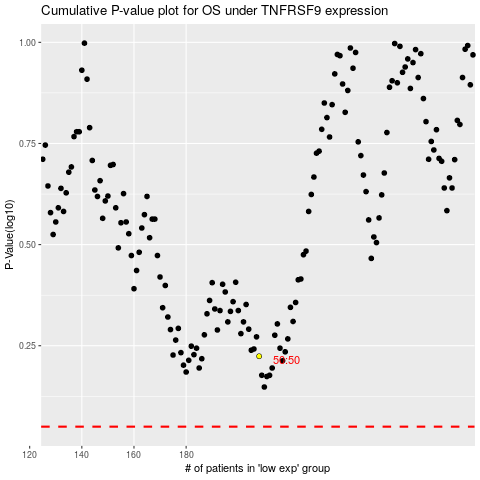 Cumulative P-value plot for OS under TNFRSF9 expression
P-Value(log10)
1.00
0.75
0.50
0.25
50:50
120 140 160 180
# of patients in 'low exp' group